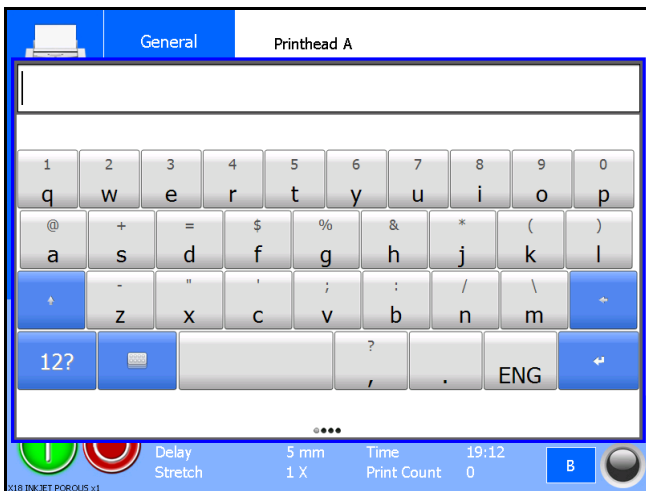 General Printhead A
1 2 3 4 5 6 7 8 9 0
q w e r t y u i o p
@ + = $ % & * ( )
a s d f g h j k l
- " ' ; : / \
z x c v b n m
12? ?
, . ENG
Delay 5 mm Time 19:12
Stretch 1 X Print Count 0
B
X18 INKJET POROUS x1